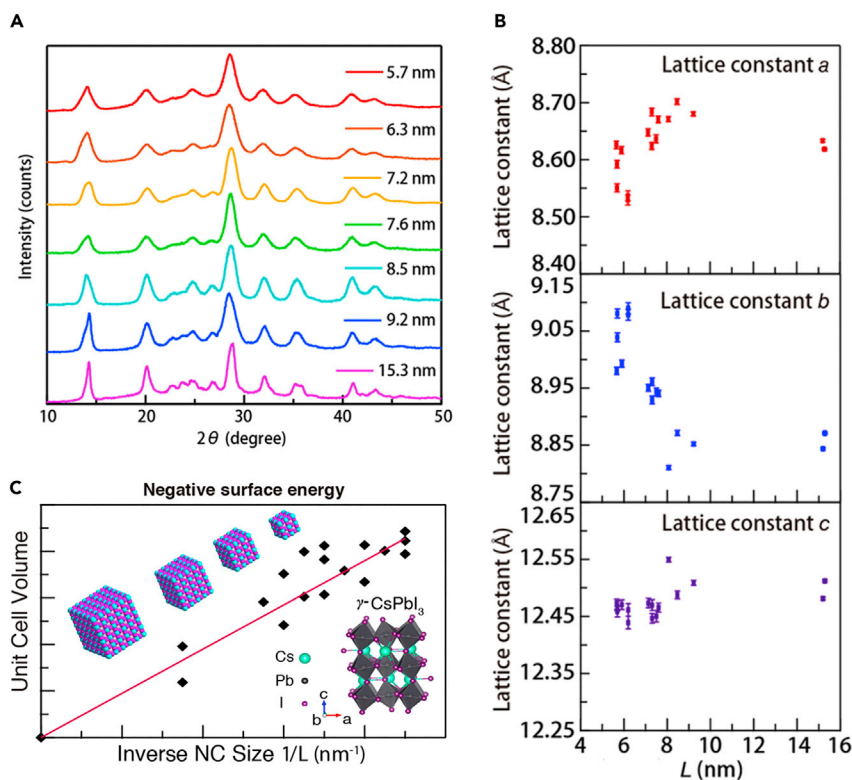 A
5.7 nm
6.3 nm
7.2 nm
7.6 nm
8.5 nm
9.2 nm
15.3 nm
Intensity (counts)
10 20 30 40 50
2θ (degree)
B
Lattice constant a
Lattice constant (Å)
8.80
8.70
8.60
8.50
8.40
Lattice constant b
Lattice constant (Å)
9.15
9.05
8.95
8.85
8.75
Lattice constant c
Lattice constant (Å)
12.65
12.55
12.45
12.35
12.25
4 6 8 10 12 14 16
L (nm)
C
Negative surface energy
Unit Cell Volume
γ-CsPbI₃
Cs
Pb
I
c
b a
Inverse NC Size 1/L (nm⁻¹)